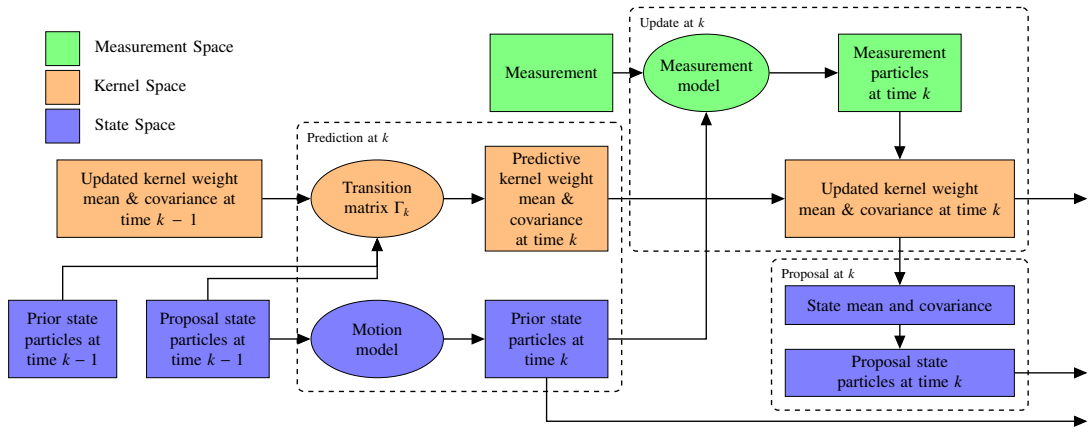 Measurement Space
Kernel Space
State Space
Update at k
Measurement
Measurement
model
Measurement
particles
at time k
Prediction at k
Updated kernel weight
mean & covariance at
time k − 1
Transition
matrix Γk
Predictive
kernel weight
mean &
covariance
at time k
Updated kernel weight
mean & covariance at time k
Proposal at k
Prior state
particles at
time k−1
Proposal state
particles at
time k−1
Motion
model
Prior state
particles at
time k
State mean and covariance
Proposal state
particles at time k